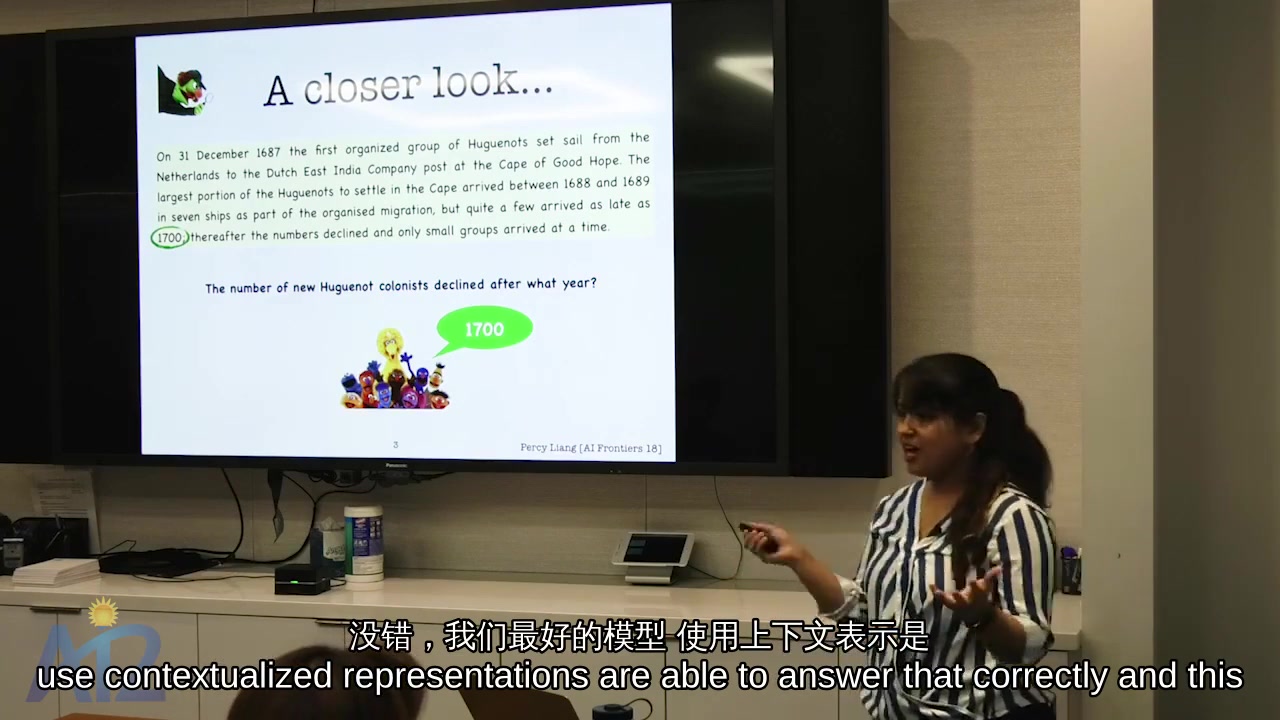 A closer look...
On 31 December 1687 the first organized group of Huguenots set sail from the
Netherlands to the Dutch East India Company post at the Cape of Good Hope. The
largest portion of the Huguenots to settle in the Cape arrived between 1688 and 1689
in seven ships as part of the organised migration, but quite a few arrived as late as
1700; thereafter the numbers declined and only small groups arrived at a time.
The number of new Huguenot colonists declined after what year?
1700
3
Percy Liang [AI Frontiers 18]
Panasonic
AI2
没错，我们最好的模型 使用上下文表示是
use contextualized representations are able to answer that correctly and this